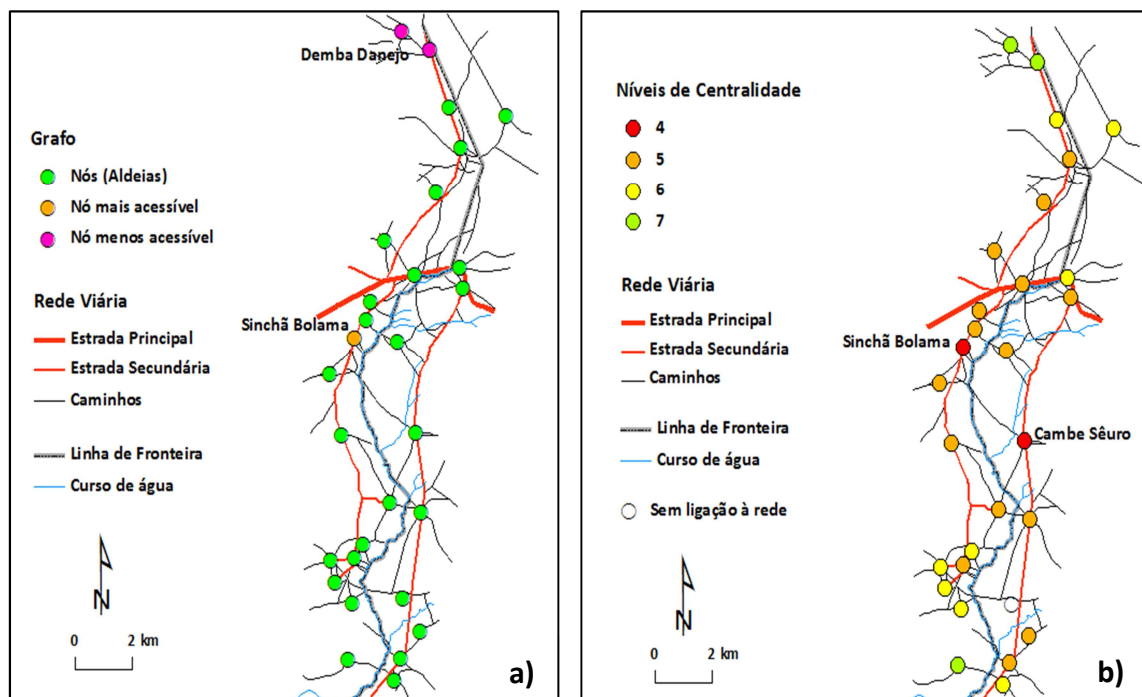 Demba Danejo
Grafo
Nós (Aldeias)
Nó mais acessível
Nó menos acessível
Rede Viária
Sinchã Bolama
Estrada Principal
Estrada Secundária
Caminhos
Linha de Fronteira
Curso de água
N
0 2 km
a)
Níveis de Centralidade
4
5
6
7
Rede Viária
Estrada Principal
Sinchã Bolama
Estrada Secundária
Caminhos
Linha de Fronteira
Cambe Sêuro
Curso de água
Sem ligação à rede
N
0 2 km
b)